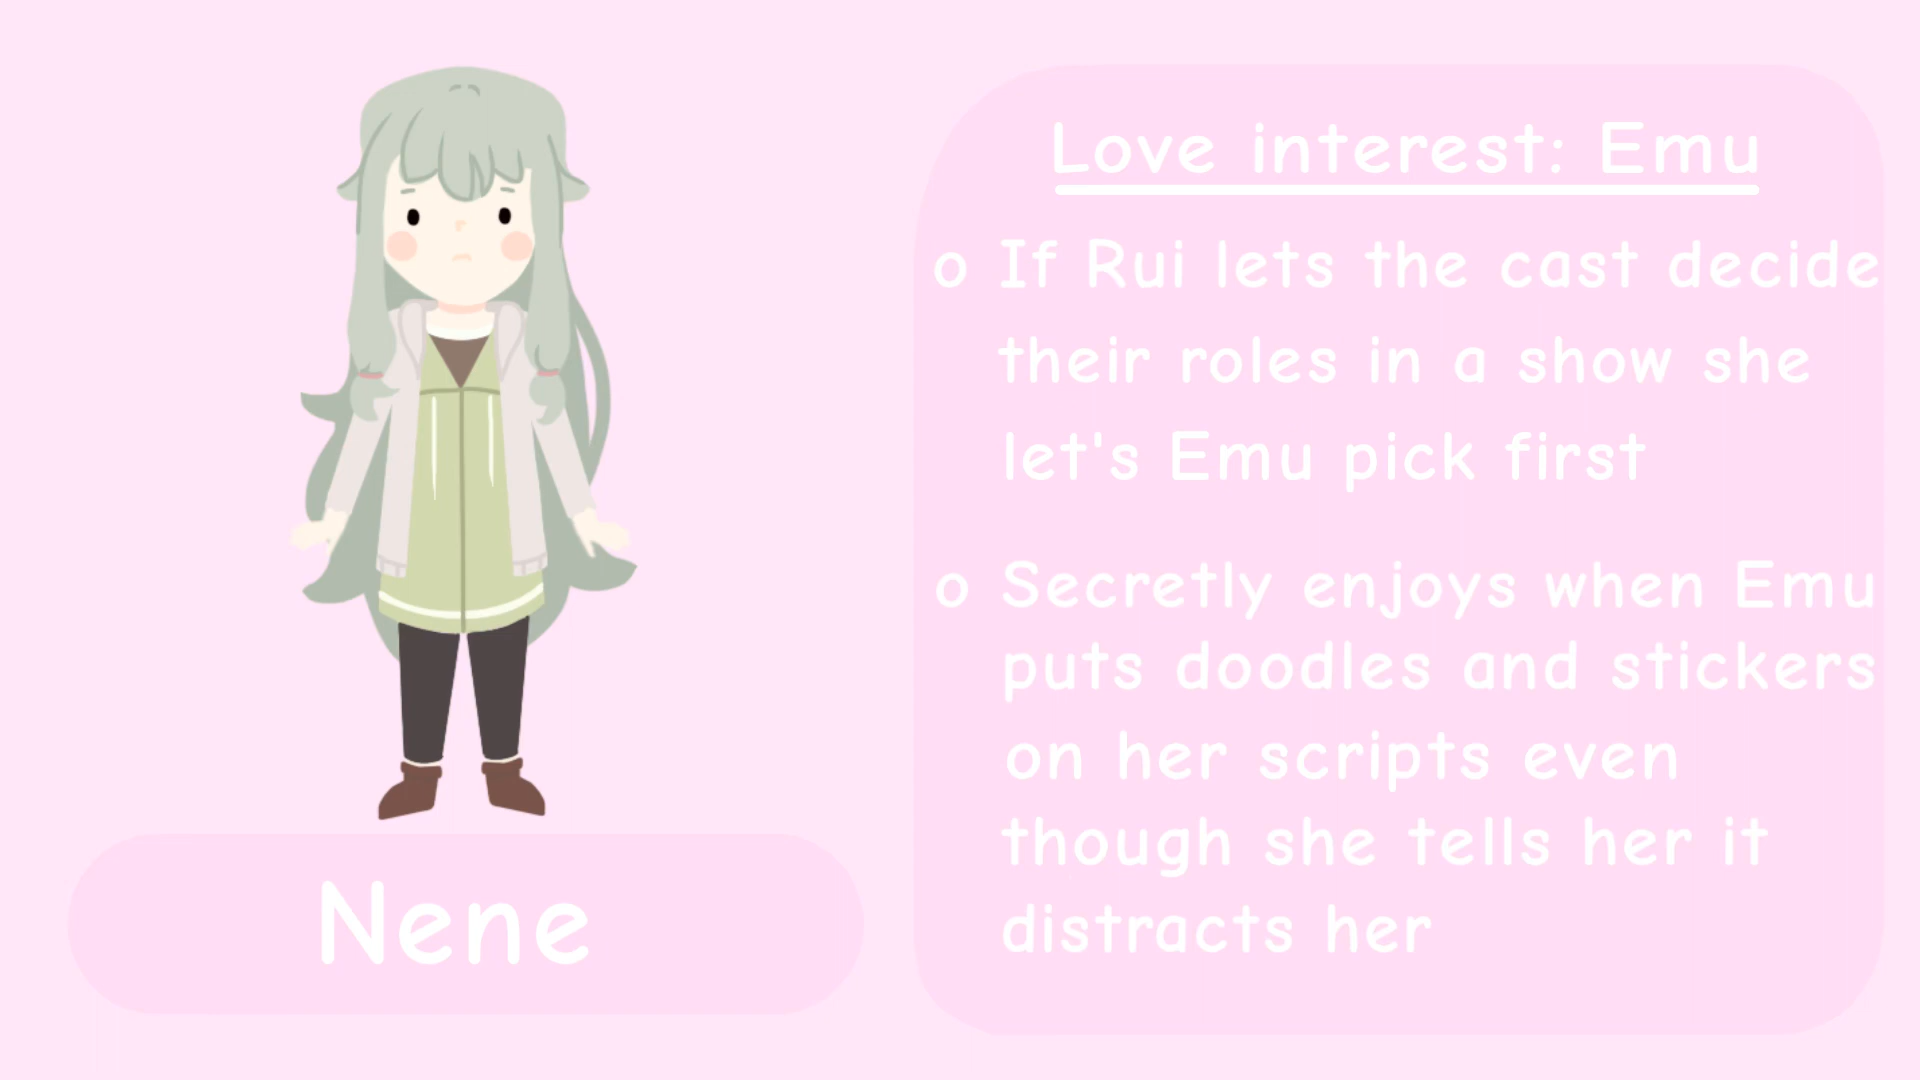 Love interest: Emu
o If Rui lets the cast decide
their roles in a show she
let's Emu pick first
o Secretly enjoys when Emu
puts doodles and stickers
on her scripts even
though she tells her it
distracts her
Nene